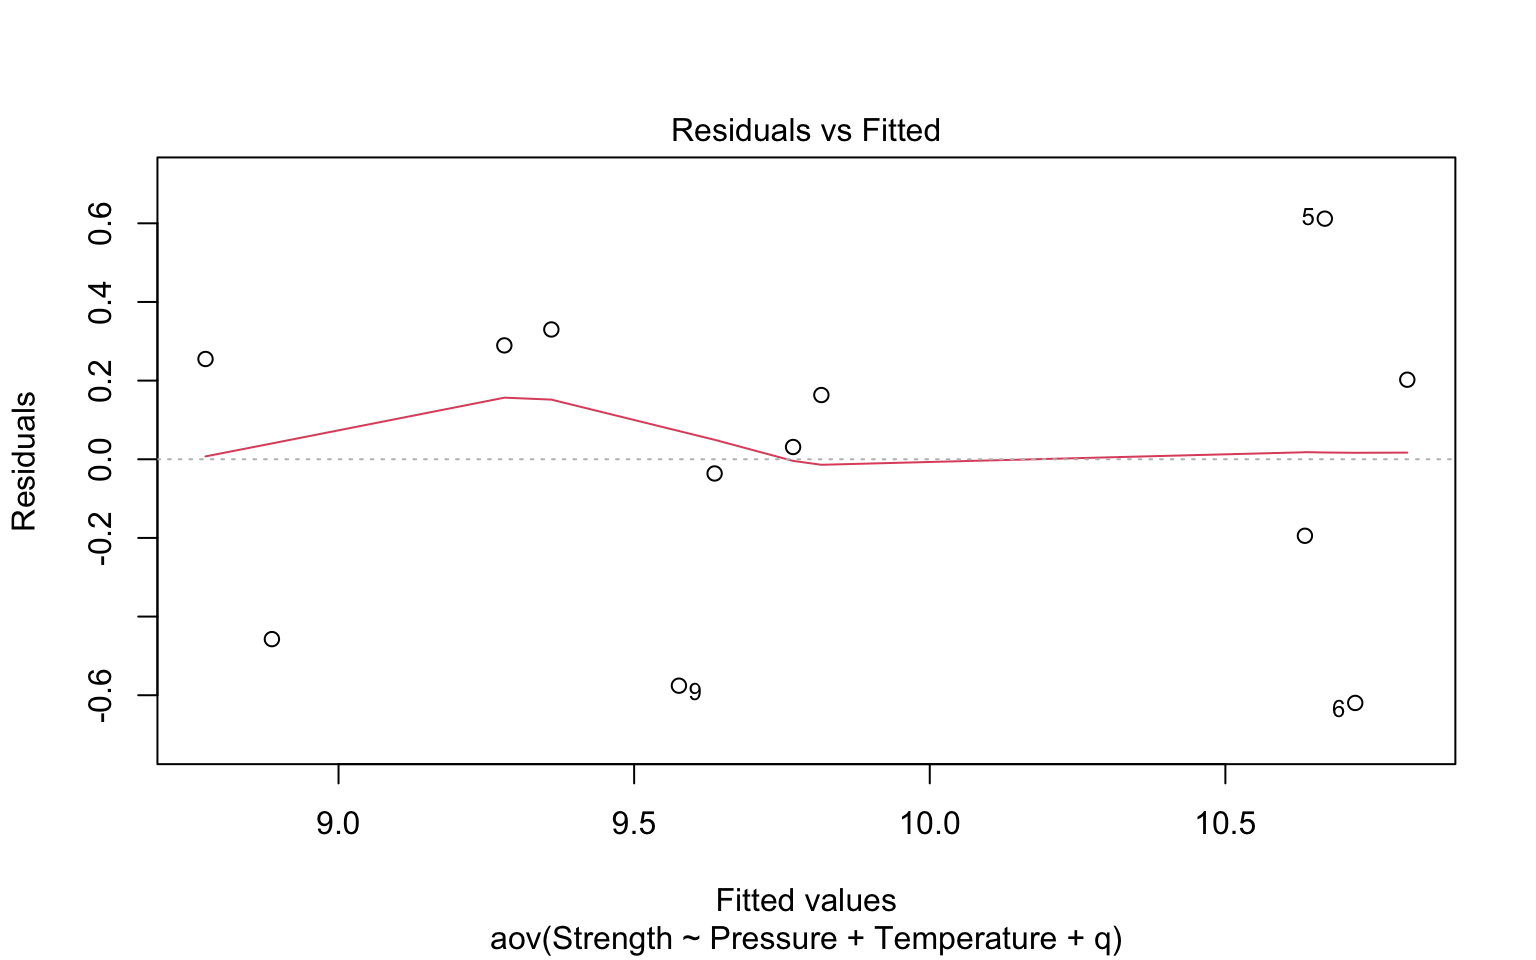 Residuals vs Fitted
Residuals
0.6
0.4
0.2
0.0
-0.2
-0.6
5
9
6
9.0 9.5 10.0 10.5
Fitted values
aov(Strength ~ Pressure + Temperature + q)